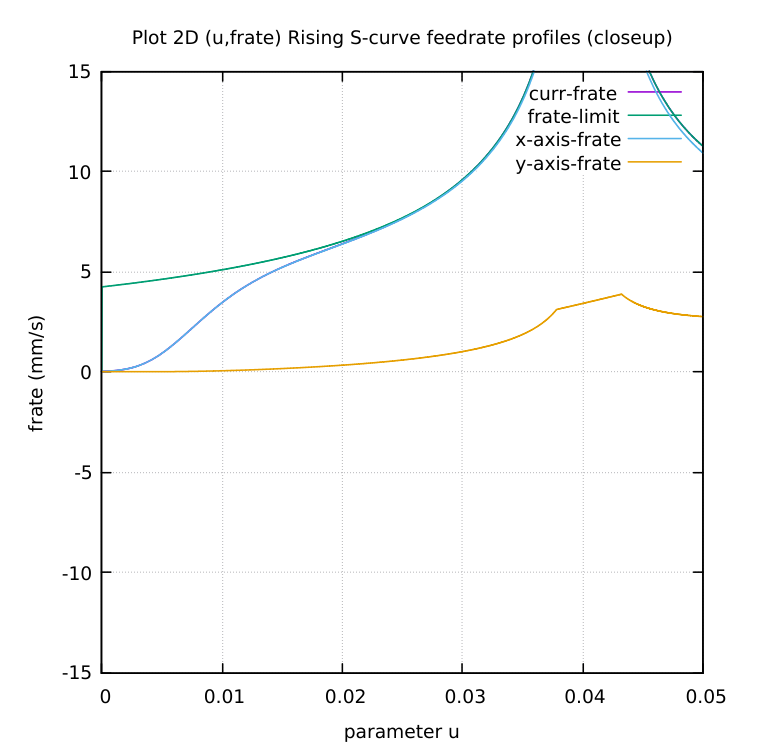 Plot 2D (u,frate) Rising S-curve feedrate profiles (closeup)
15
10
5
0
-5
-10
-15
frate (mm/s)
curr-frate
frate-limit
x-axis-frate
y-axis-frate
0 0.01 0.02 0.03 0.04 0.05
parameter u